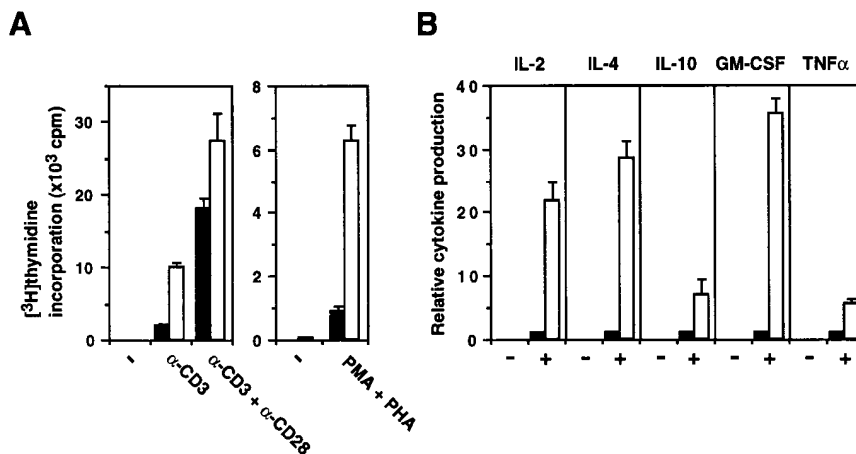 A
[³H]thymidine
incorporation (x10³ cpm)
30
20
10
0
8
6
4
2
0
-
α-CD3
α-CD3 + α-CD28
-
PMA + PHA
B
IL-2 IL-4 IL-10 GM-CSF TNFα
Relative cytokine production
40
30
20
10
0
- + - + - + - + - +